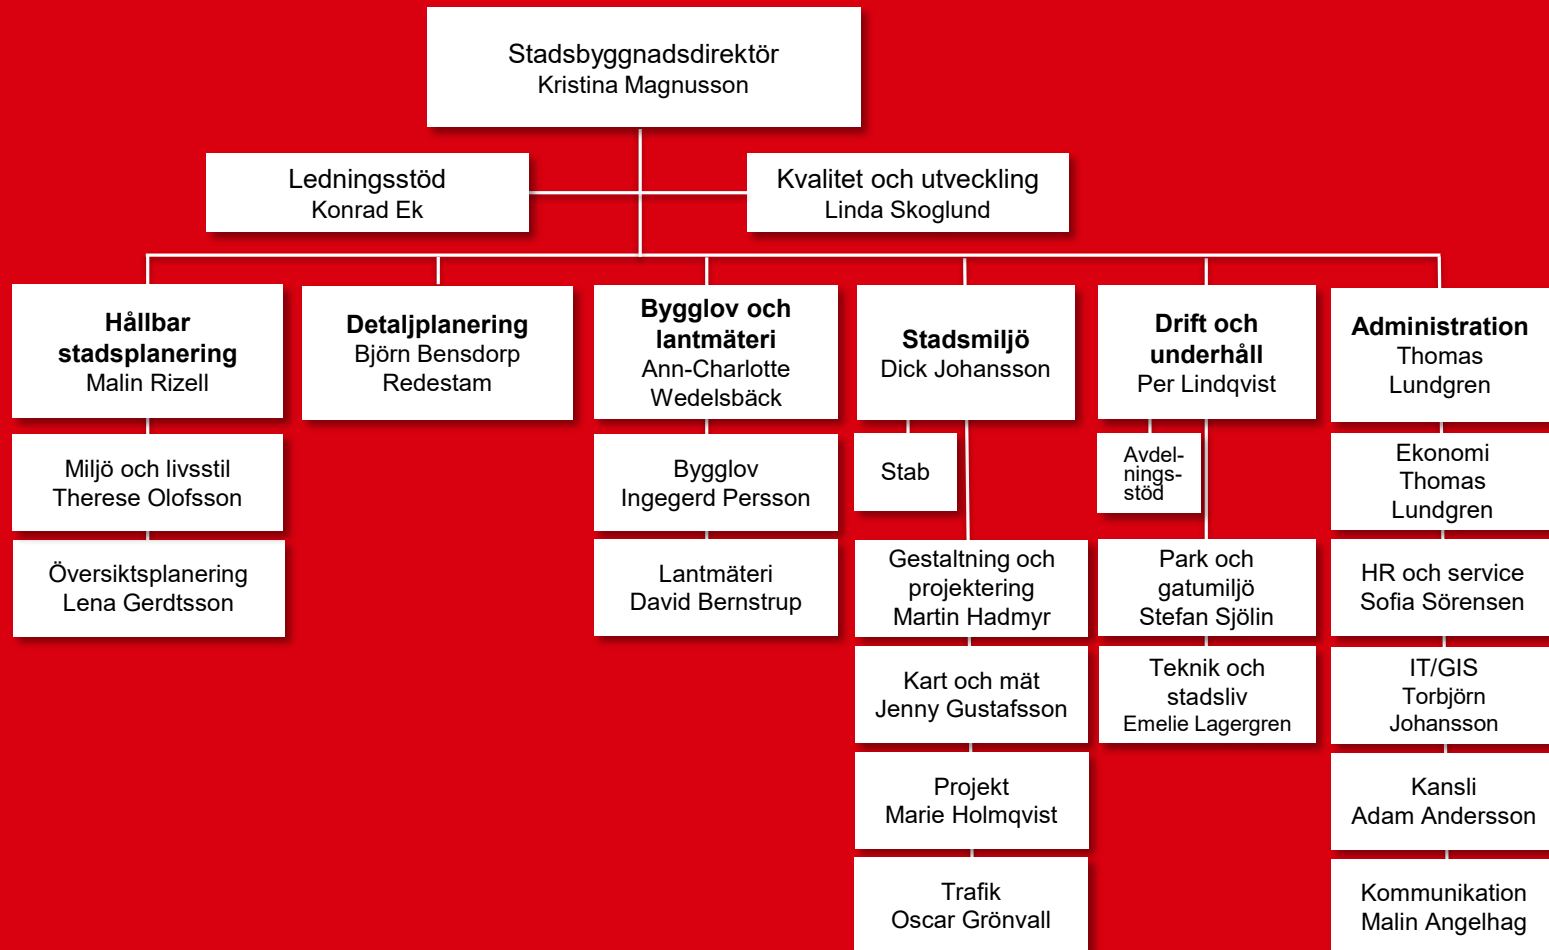 Stadsbyggnadsdirektör
Kristina Magnusson
Ledningsstöd
Konrad Ek
Kvalitet och utveckling
Linda Skoglund
Hållbar
stadsplanering
Malin Rizell
Detaljplanering
Björn Bensdorp
Redestam
Bygglov och
lantmäteri
Ann-Charlotte
Wedelsbäck
Stadsmiljö
Dick Johansson
Drift och
underhåll
Per Lindqvist
Administration
Thomas
Lundgren
Miljö och livsstil
Therese Olofsson
Översiktsplanering
Lena Gerdtsson
Bygglov
Ingegerd Persson
Lantmäteri
David Bernstrup
Stab
Gestaltning och
projektering
Martin Hadmyr
Kart och mät
Jenny Gustafsson
Projekt
Marie Holmqvist
Trafik
Oscar Grönvall
Avdel-
nings-
stöd
Park och
gatumiljö
Stefan Sjölin
Teknik och
stadsliv
Emelie Lagergren
Ekonomi
Thomas
Lundgren
HR och service
Sofia Sörensen
IT/GIS
Torbjörn
Johansson
Kansli
Adam Andersson
Kommunikation
Malin Angelhag